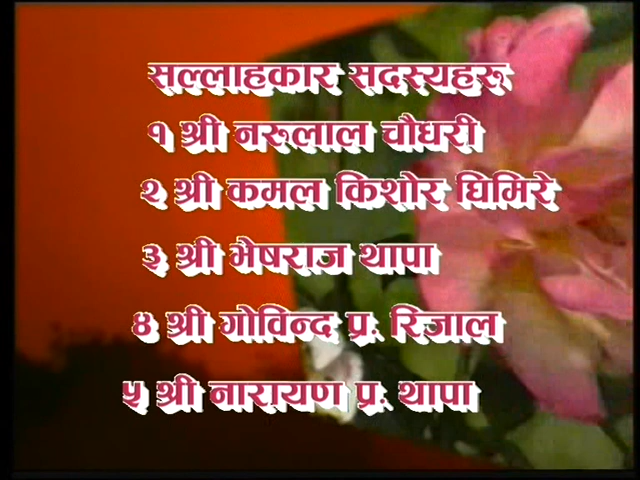 सल्लाहकार सदस्यहरू
१ श्री नरुलाल चौधरी
२ श्री कमल किशोर घिमिरे
३ श्री भेषराज थापा
४ श्री गोविन्द प्र. रिजाल
५ श्री नारायण प्र. थापा